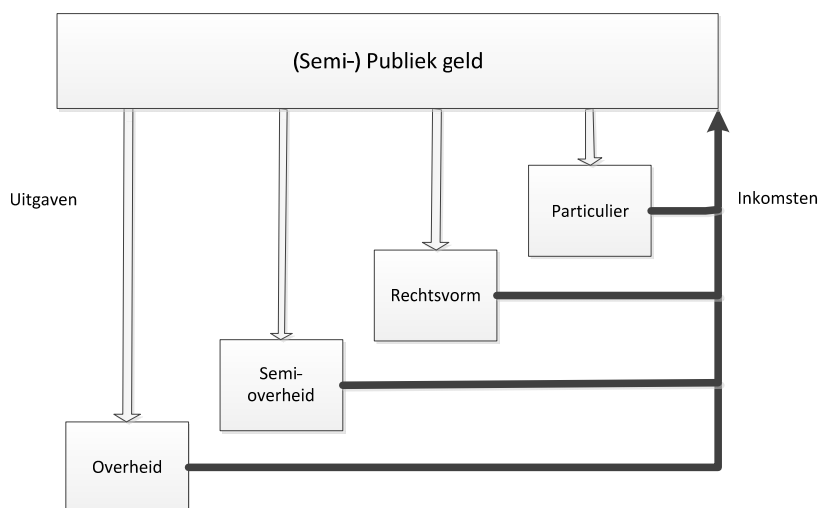 (Semi-) Publiek geld
Uitgaven
Inkomsten
Particulier
Rechtsvorm
Semi-
overheid
Overheid